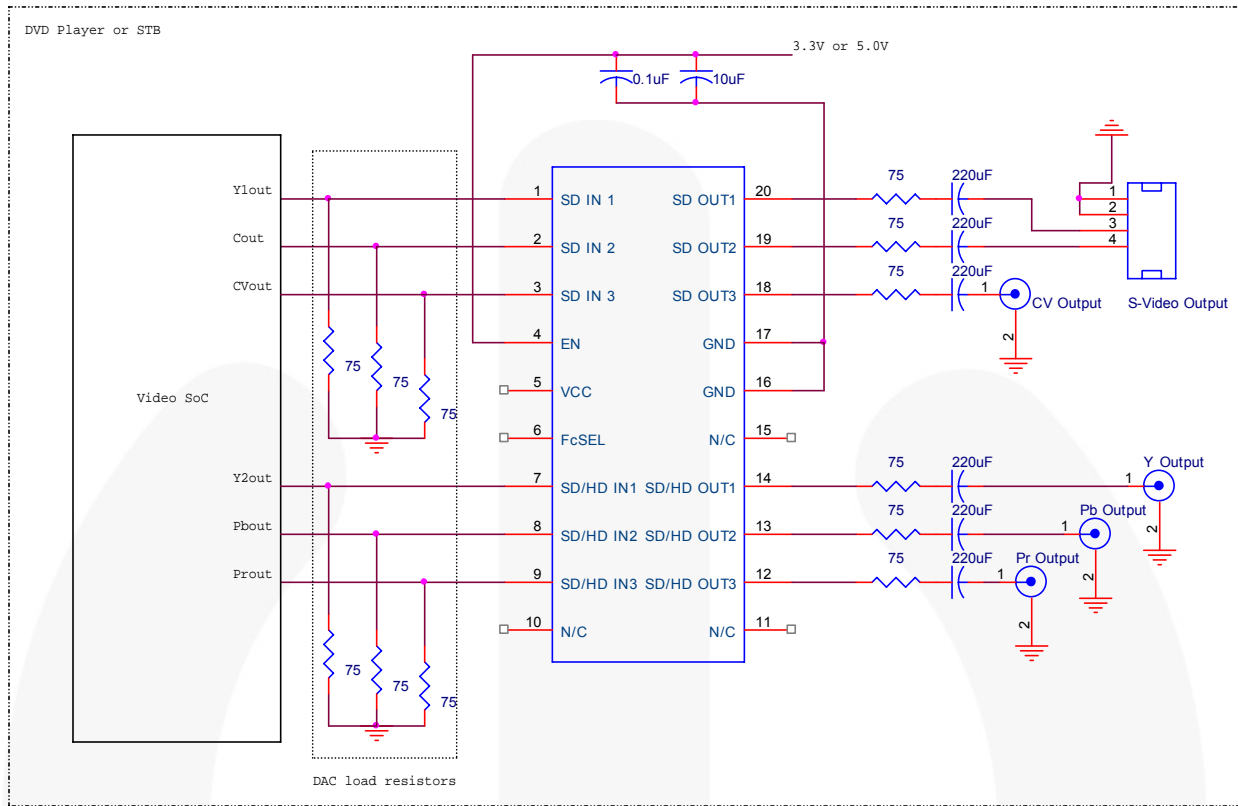 DVD Player or STB
3.3V or 5.0V
0.1uF
10uF
Video SoC
Y1out
Cout
CVout
Y2out
Pbout
Prout
75
75
75
75
75
75
DAC load resistors
1 SD IN 1
2 SD IN 2
3 SD IN 3
4 EN
5 VCC
6 FcSEL
7 SD/HD IN1
8 SD/HD IN2
9 SD/HD IN3
10 N/C
SD OUT1 20
SD OUT2 19
SD OUT3 18
GND 17
GND 16
N/C 15
SD/HD OUT1 14
SD/HD OUT2 13
SD/HD OUT3 12
N/C 11
75 220uF
75 220uF
75 220uF
1
2
3
4
S-Video Output
1
CV Output
2
75 220uF
1
Y Output
2
75 220uF
1
Pb Output
2
75 220uF
1
Pr Output
2